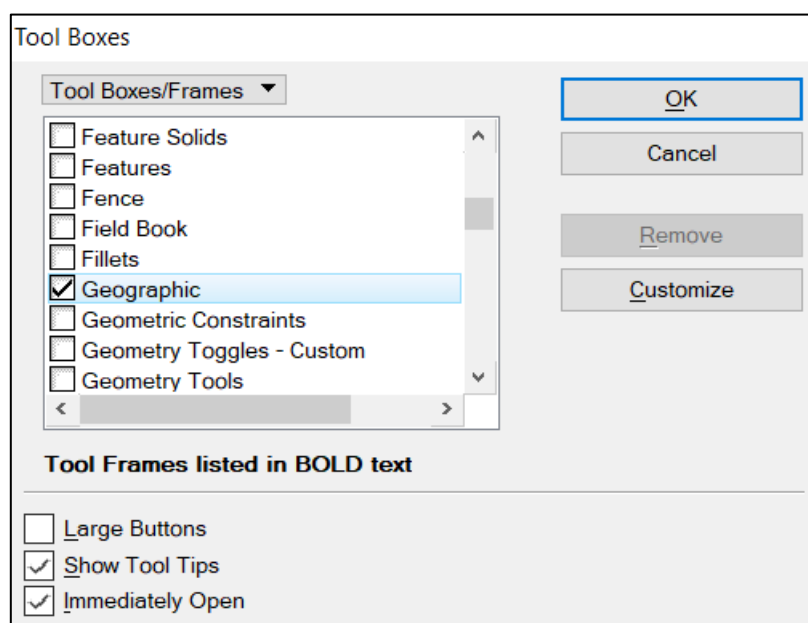 Tool Boxes
Tool Boxes/Frames
OK
Feature Solids
Features
Cancel
Fence
Field Book
Remove
Fillets
Geographic
Customize
Geometric Constraints
Geometry Toggles - Custom
Geometry Tools
Tool Frames listed in BOLD text
Large Buttons
Show Tool Tips
Immediately Open